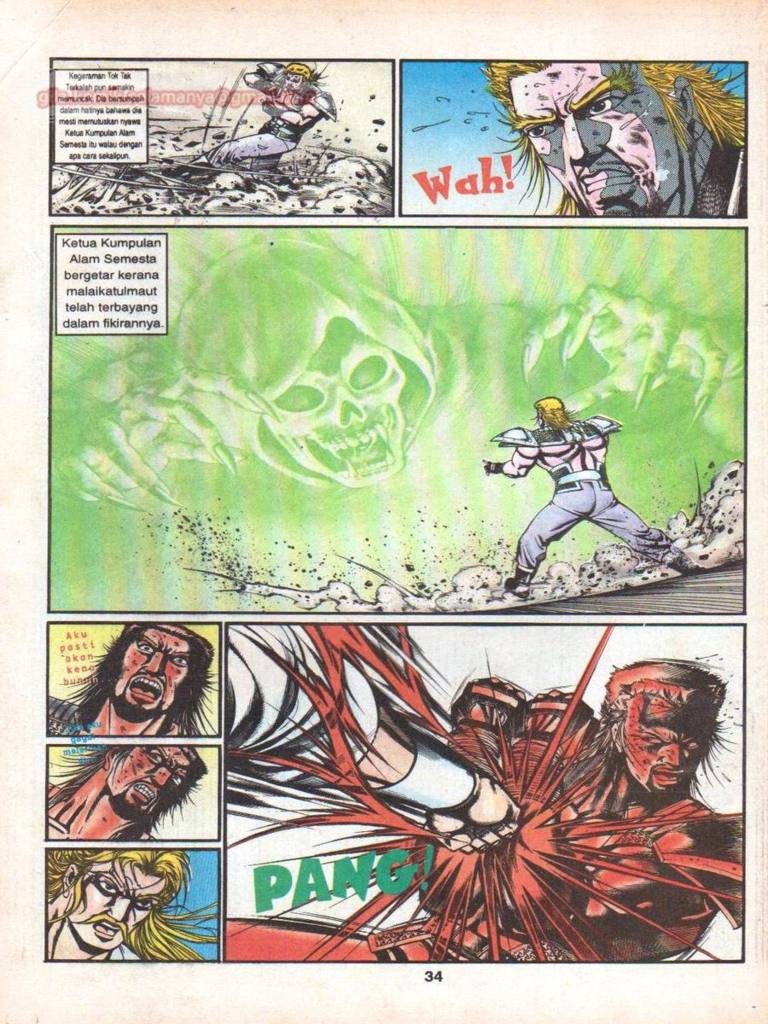 Kegeraman Tok Tak
Terkalah pun semakin
memuncak. Dia bersumpah
dalam hatinya bahawa dia
mesti memutuskan nyawa
Ketua Kumpulan Alam
Semesta itu walau dengan
apa cara sekalipun.
Wah!
Ketua Kumpulan
Alam Semesta
bergetar kerana
malaikatulmaut
telah terbayang
dalam fikirannya.
Aku
pasti
akan
kena
bunuh
PANG!
34